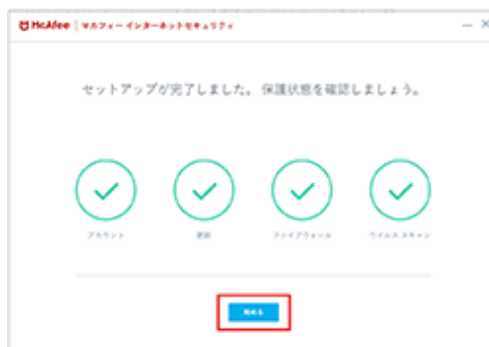 McAfee | マカフィー インターネットセキュリティ
セットアップが完了しました。 保護状態を確認しましょう。
アカウント
更新
ファイアウォール
ウイルス スキャン
始める